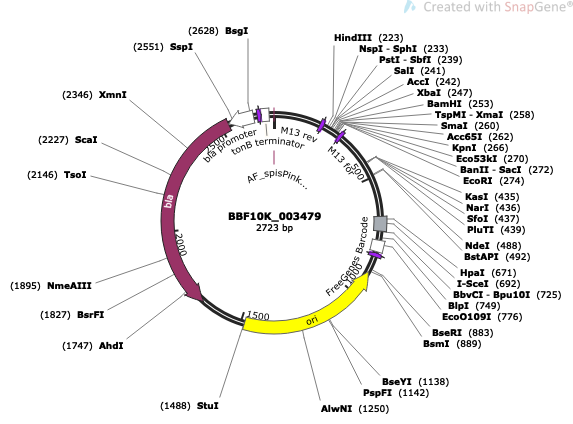 Created with SnapGene®
(2628) BsgI
(2551) SspI
(2346) XmnI
(2227) ScaI
(2146) TsoI
(1895) NmeAIII
(1827) BsrFI
(1747) AhdI
(1488) StuI
HindIII (223)
NspI - SphI (233)
PstI - SbfI (239)
SalI (241)
AccI (242)
XbaI (247)
BamHI (253)
TspMI - XmaI (258)
SmaI (260)
Acc65I (262)
KpnI (266)
Eco53kI (270)
BanII - SacI (272)
EcoRI (274)
KasI (435)
NarI (436)
SfoI (437)
PluTI (439)
NdeI (488)
BstAPI (492)
HpaI (671)
I-SceI (692)
BbvCI - Bpu10I (725)
BlpI (749)
EcoO109I (776)
BseRI (883)
BsmI (889)
BseYI (1138)
PspFI (1142)
AlwNI (1250)
M13 rev
M13 for
bla promoter
tonB terminator
AF_spisPink...
BBF10K_003479
2723 bp
FreeGenes Barcode
bla
ori
500
1000
1500
2000
2500